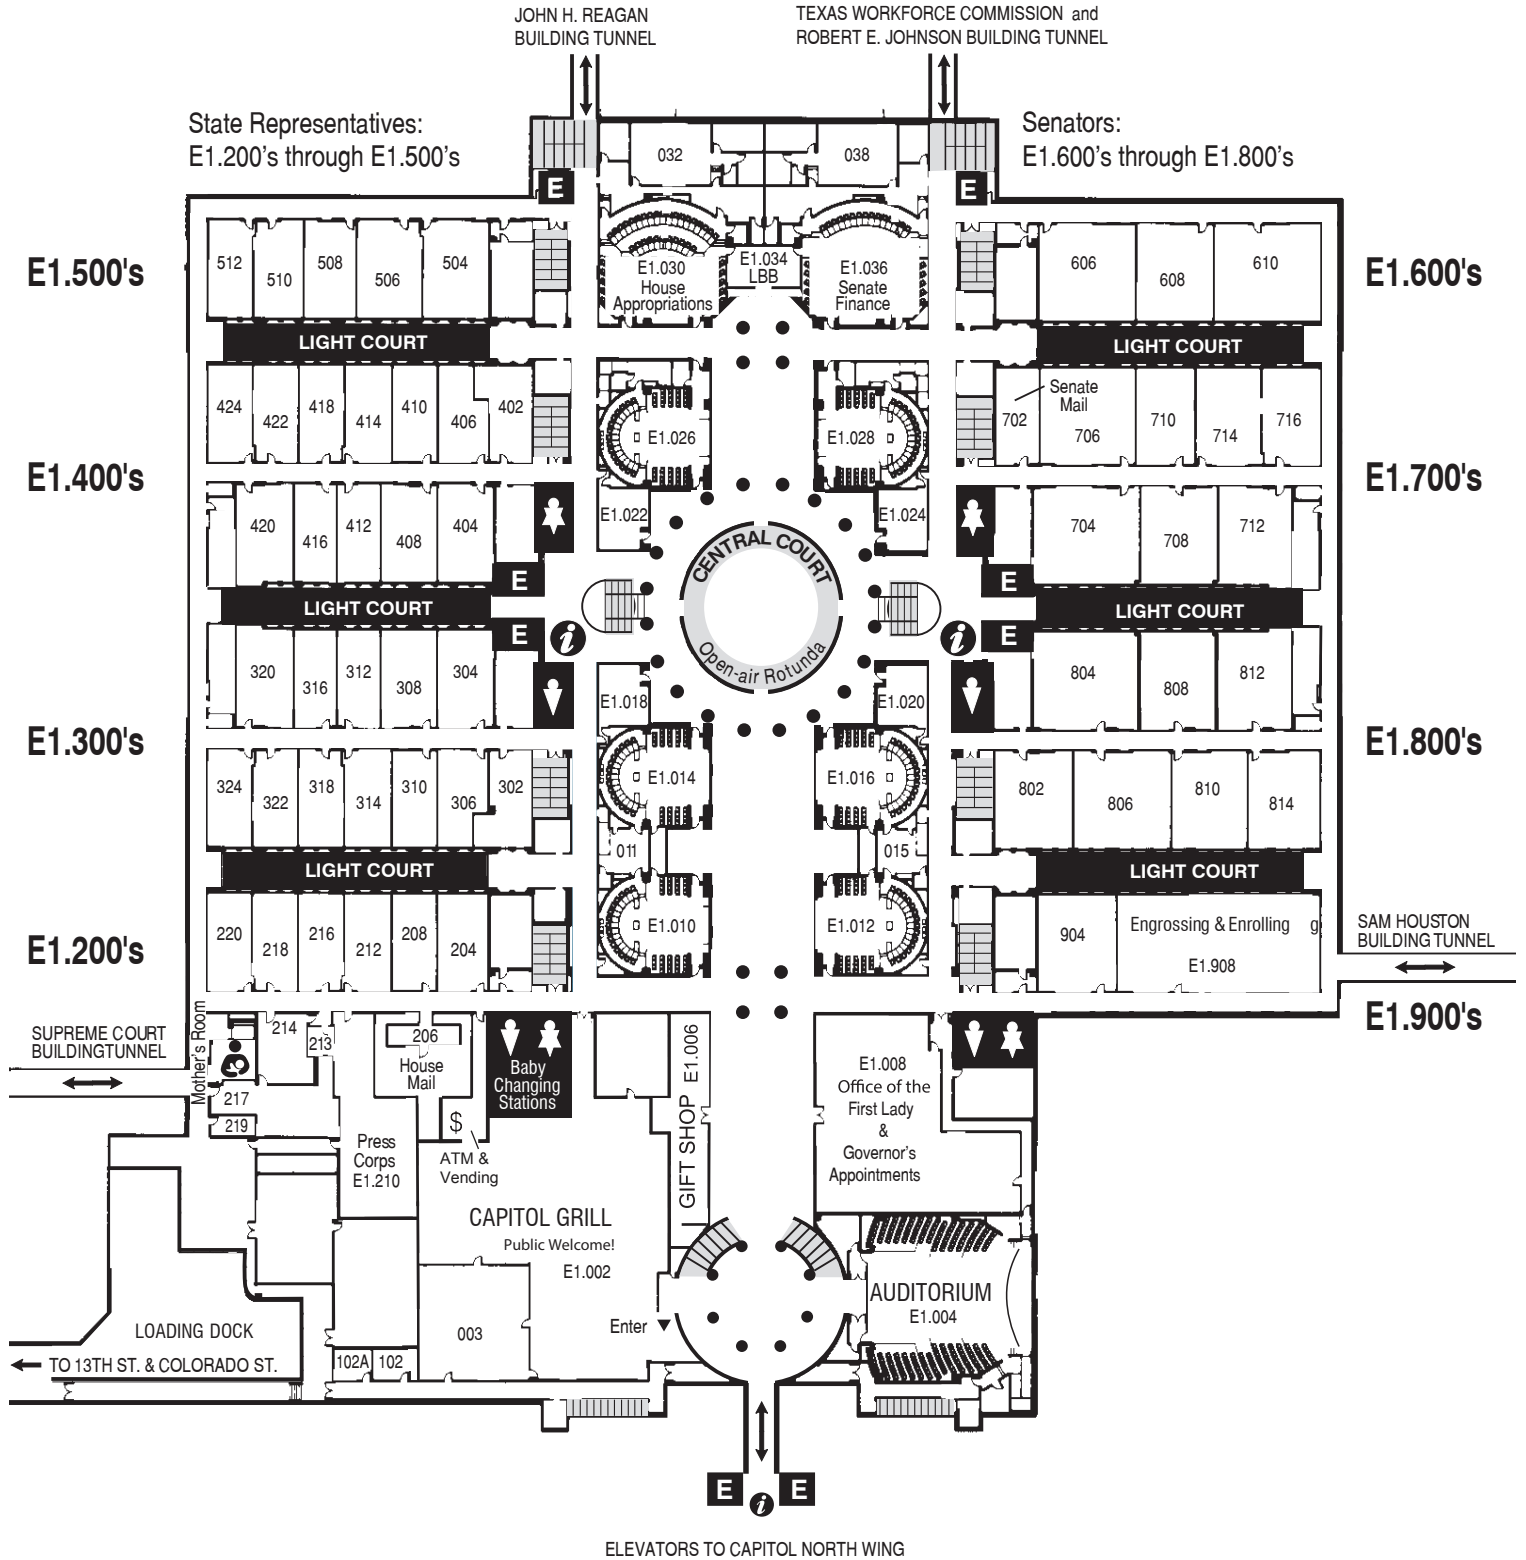 JOHN H. REAGAN
BUILDING TUNNEL
TEXAS WORKFORCE COMMISSION and
ROBERT E. JOHNSON BUILDING TUNNEL
State Representatives:
E1.200's through E1.500's
Senators:
E1.600's through E1.800's
032
038
E
E
E1.500's
512
510
508
506
504
E1.030
House
Appropriations
E1.034
LBB
E1.036
Senate
Finance
606
608
610
E1.600's
LIGHT COURT
LIGHT COURT
424
422
418
414
410
406
402
E1.026
E1.028
702
Senate
Mail
706
710
714
716
E1.400's
E1.700's
420
416
412
408
404
E1.022
E1.024
704
708
712
CENTRAL COURT
Open-air Rotunda
E
E
LIGHT COURT
LIGHT COURT
E
i
i
E
320
316
312
308
304
E1.018
E1.020
804
808
812
E1.300's
E1.800's
324
322
318
314
310
306
302
E1.014
E1.016
802
806
810
814
011
015
LIGHT COURT
LIGHT COURT
E1.200's
220
218
216
212
208
204
E1.010
E1.012
904
Engrossing & Enrolling
g
E1.908
SAM HOUSTON
BUILDING TUNNEL
E1.900's
SUPREME COURT
BUILDINGTUNNEL
Mother's Room
214
213
206
House
Mail
217
219
Baby
Changing
Stations
$
ATM &
Vending
Press
Corps
E1.210
GIFT SHOP E1.006
E1.008
Office of the
First Lady
&
Governor's
Appointments
CAPITOL GRILL
Public Welcome!
E1.002
AUDITORIUM
E1.004
Enter
003
LOADING DOCK
TO 13TH ST. & COLORADO ST.
102A
102
E
i
E
ELEVATORS TO CAPITOL NORTH WING